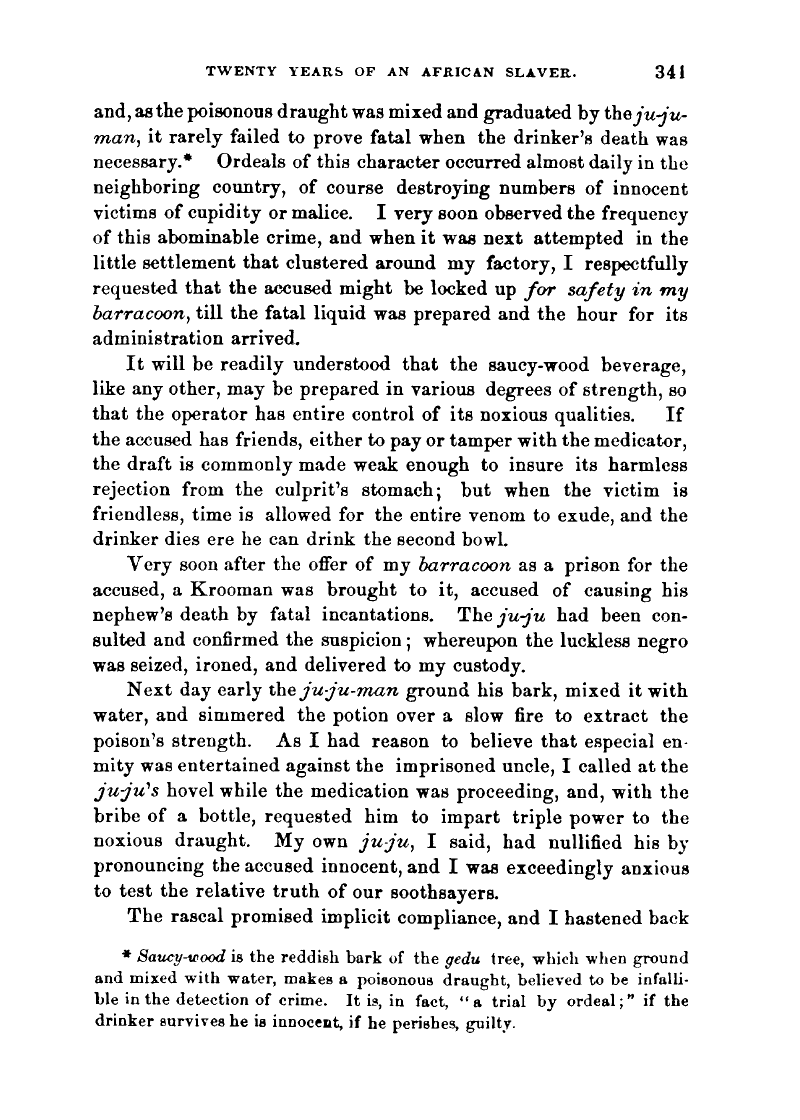 TWENTY YEARS OF AN AFRICAN SLAVER. 341
and, as the poisonous draught was mixed and graduated by the ju-ju-
man, it rarely failed to prove fatal when the drinker's death was
necessary.* Ordeals of this character occurred almost daily in the
neighboring country, of course destroying numbers of innocent
victims of cupidity or malice. I very soon observed the frequency
of this abominable crime, and when it was next attempted in the
little settlement that clustered around my factory, I respectfully
requested that the accused might be locked up for safety in my
barracoon, till the fatal liquid was prepared and the hour for its
administration arrived.
It will be readily understood that the saucy-wood beverage,
like any other, may be prepared in various degrees of strength, so
that the operator has entire control of its noxious qualities. If
the accused has friends, either to pay or tamper with the medicator,
the draft is commonly made weak enough to insure its harmless
rejection from the culprit's stomach; but when the victim is
friendless, time is allowed for the entire venom to exude, and the
drinker dies ere he can drink the second bowl.
Very soon after the offer of my barracoon as a prison for the
accused, a Krooman was brought to it, accused of causing his
nephew's death by fatal incantations. The ju-ju had been con-
sulted and confirmed the suspicion; whereupon the luckless negro
was seized, ironed, and delivered to my custody.
Next day early the ju-ju-man ground his bark, mixed it with
water, and simmered the potion over a slow fire to extract the
poison's strength. As I had reason to believe that especial en-
mity was entertained against the imprisoned uncle, I called at the
ju-ju's hovel while the medication was proceeding, and, with the
bribe of a bottle, requested him to impart triple power to the
noxious draught. My own ju-ju, I said, had nullified his by
pronouncing the accused innocent, and I was exceedingly anxious
to test the relative truth of our soothsayers.
The rascal promised implicit compliance, and I hastened back
* Saucy-wood is the reddish bark of the gedu tree, which when ground
and mixed with water, makes a poisonous draught, believed to be infalli-
ble in the detection of crime. It is, in fact, "a trial by ordeal;" if the
drinker survives he is innocent, if he perishes, guilty.